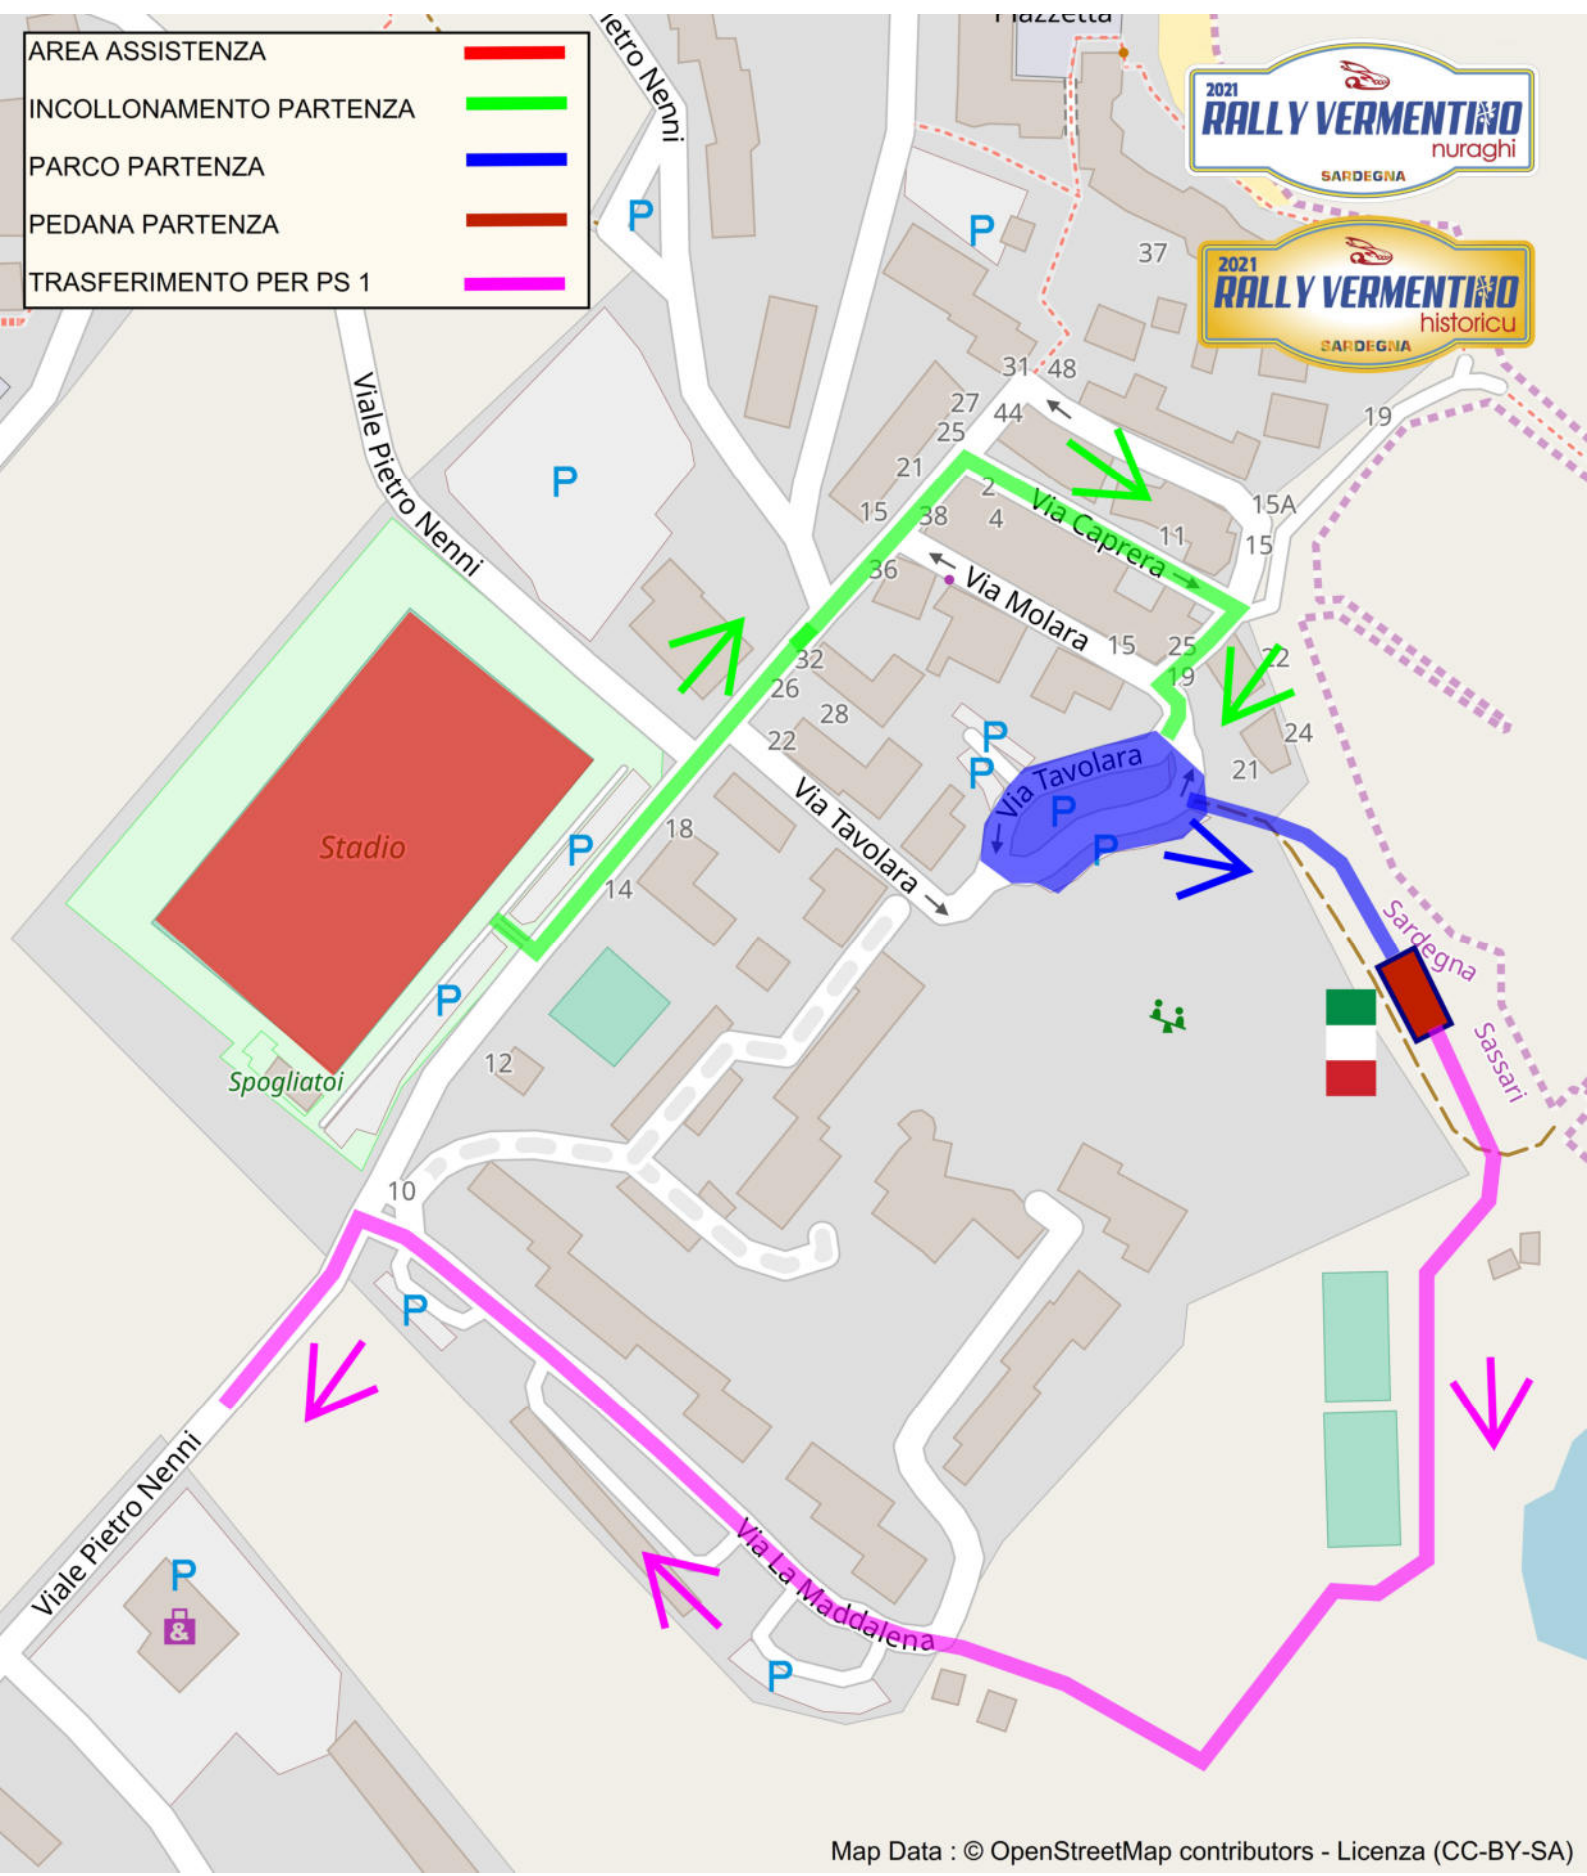 AREA ASSISTENZA
INCOLLONAMENTO PARTENZA
PARCO PARTENZA
PEDANA PARTENZA
TRASFERIMENTO PER PS 1
ietro Nenni
Piazzetta
2021
RALLY VERMENTINO
nuraghi
SARDEGNA
2021
RALLY VERMENTINO
historicu
SARDEGNA
P
P
37
31
48
27
44
25
19
21
2
15
38
4
15A
11
15
36
Viale Pietro Nenni
P
Via Caprera
Via Molara
15
25
22
19
32
26
28
22
24
21
P
P
Via Tavolara
P
P
Via Tavolara
18
14
Stadio
P
P
Spogliatoi
12
10
Sardegna
Sassari
P
Viale Pietro Nenni
P
&
Via La Maddalena
P
Map Data : © OpenStreetMap contributors - Licenza (CC-BY-SA)